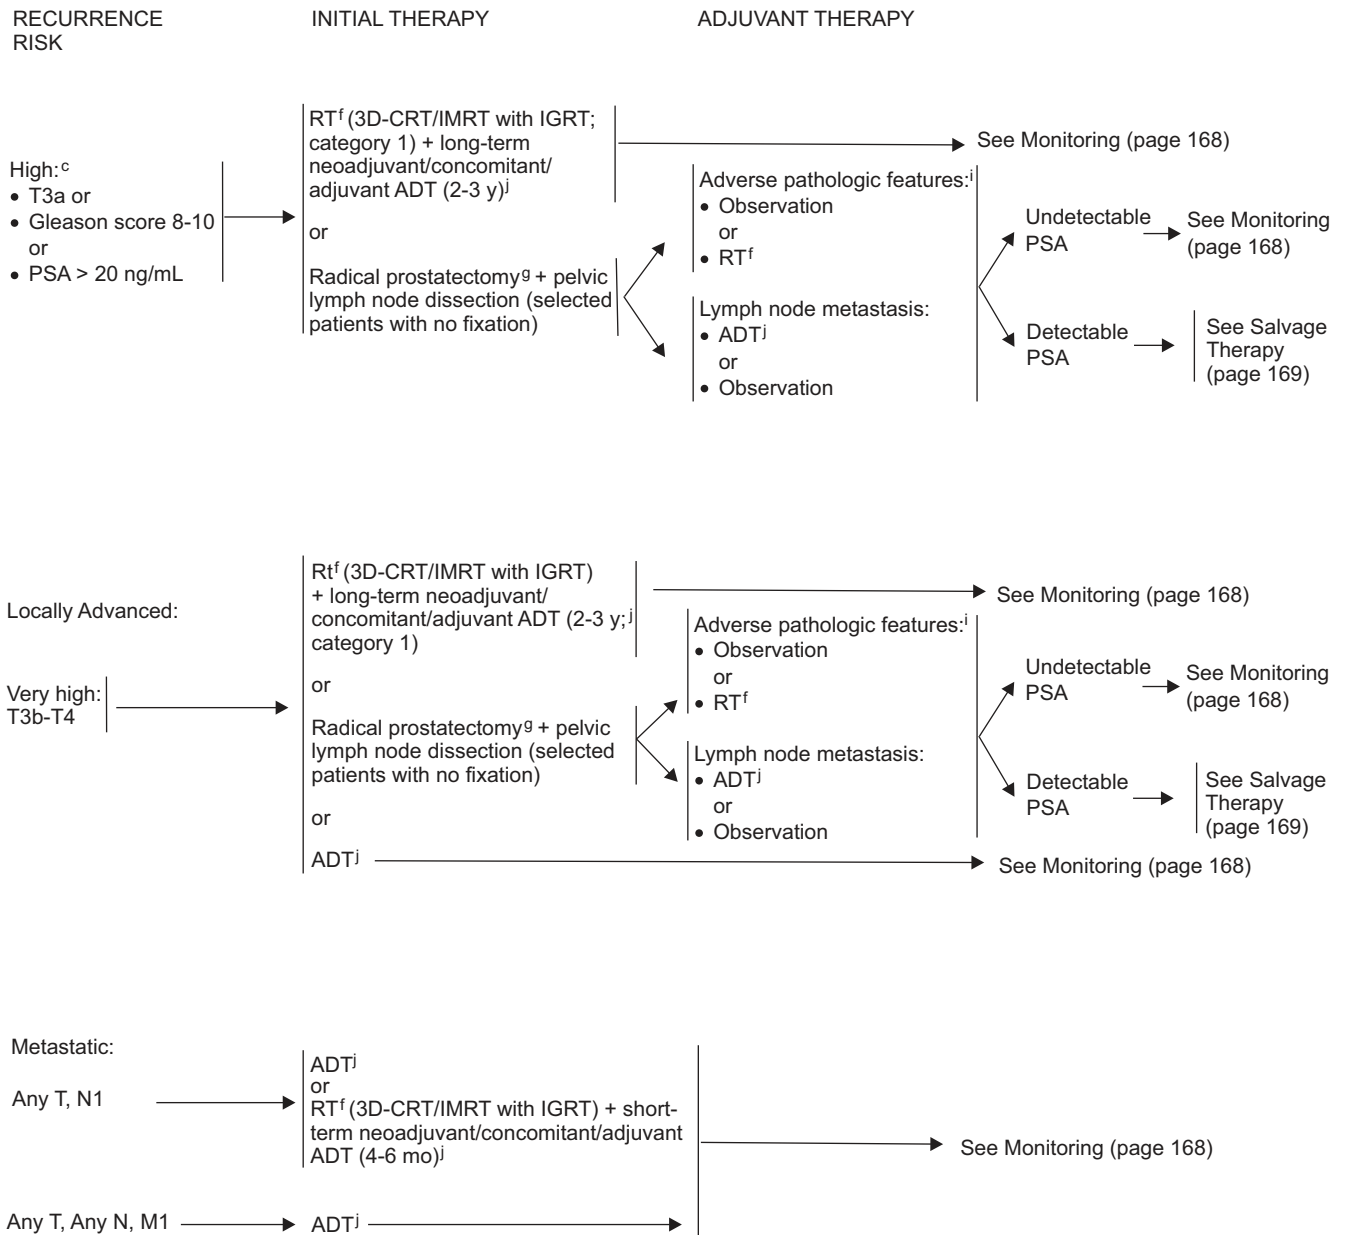 RECURRENCE
RISK
INITIAL THERAPY
ADJUVANT THERAPY
High:c
• T3a or
• Gleason score 8-10
or
• PSA > 20 ng/mL
RTf (3D-CRT/IMRT with IGRT;
category 1) + long-term
neoadjuvant/concomitant/
adjuvant ADT (2-3 y)j
or
Radical prostatectomyg + pelvic
lymph node dissection (selected
patients with no fixation)
See Monitoring (page 168)
Adverse pathologic features:i
• Observation
or
• RTf
Lymph node metastasis:
• ADTj
or
• Observation
Undetectable
PSA
See Monitoring
(page 168)
Detectable
PSA
See Salvage
Therapy
(page 169)
Locally Advanced:
Very high:
T3b-T4
Rtf (3D-CRT/IMRT with IGRT)
+ long-term neoadjuvant/
concomitant/adjuvant ADT (2-3 y;j
category 1)
or
Radical prostatectomyg + pelvic
lymph node dissection (selected
patients with no fixation)
or
ADTj
See Monitoring (page 168)
Adverse pathologic features:i
• Observation
or
• RTf
Lymph node metastasis:
• ADTj
or
• Observation
Undetectable
PSA
See Monitoring
(page 168)
Detectable
PSA
See Salvage
Therapy
(page 169)
See Monitoring (page 168)
Metastatic:
Any T, N1
ADTj
or
RTf (3D-CRT/IMRT with IGRT) + short-
term neoadjuvant/concomitant/adjuvant
ADT (4-6 mo)j
See Monitoring (page 168)
Any T, Any N, M1
ADTj